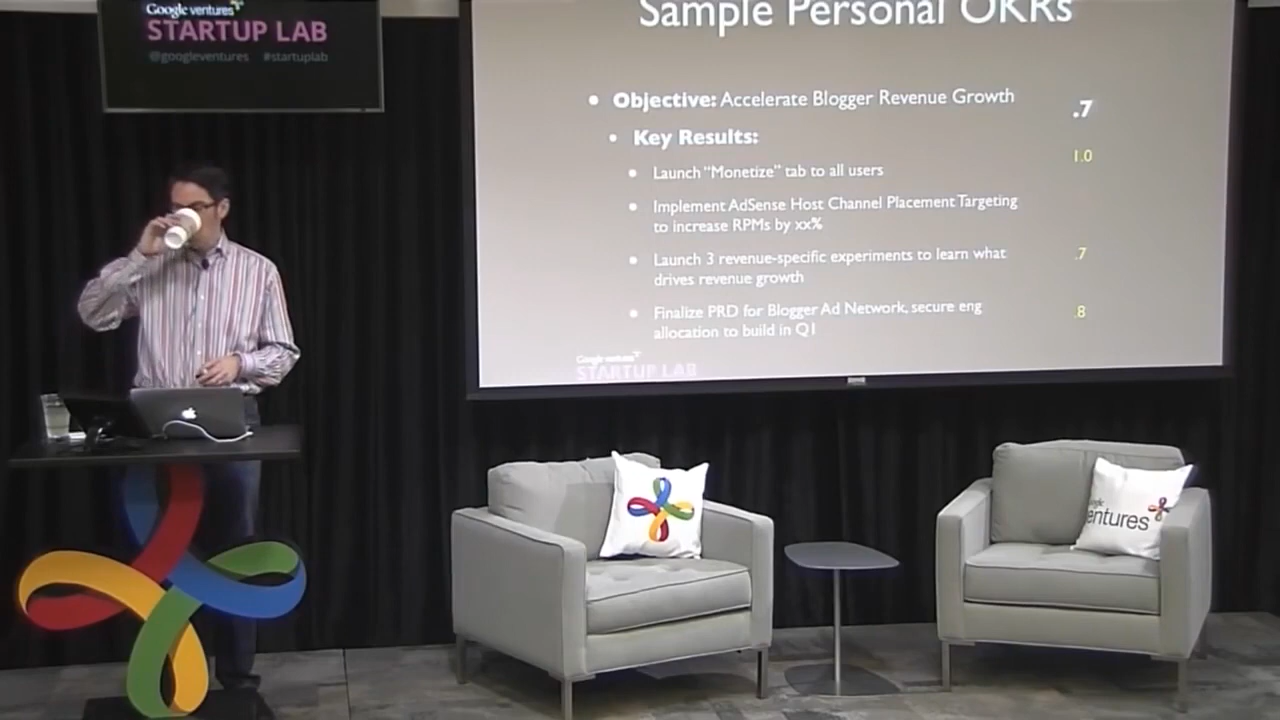 Google ventures
STARTUP LAB
@googleventures #startuplab
Sample Personal OKRs
• Objective: Accelerate Blogger Revenue Growth .7
• Key Results:
1.0
• Launch "Monetize" tab to all users
• Implement AdSense Host Channel Placement Targeting
to increase RPMs by xx%
• Launch 3 revenue-specific experiments to learn what .7
drives revenue growth
• Finalize PRD for Blogger Ad Network, secure eng .8
allocation to build in Q1
Google ventures
STARTUP LAB
entures